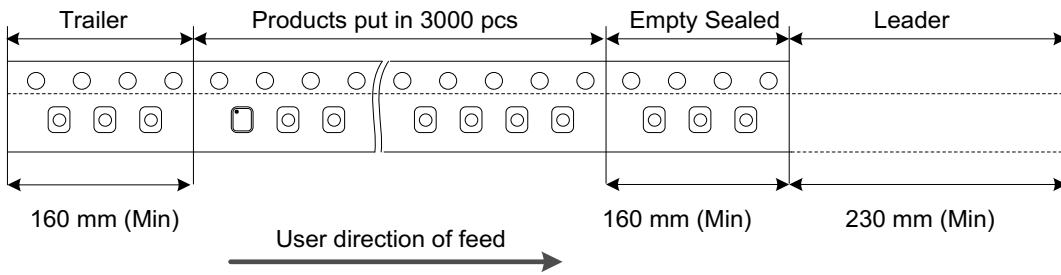 Trailer
Products put in 3000 pcs
Empty Sealed
Leader
160 mm (Min)
160 mm (Min)
230 mm (Min)
User direction of feed